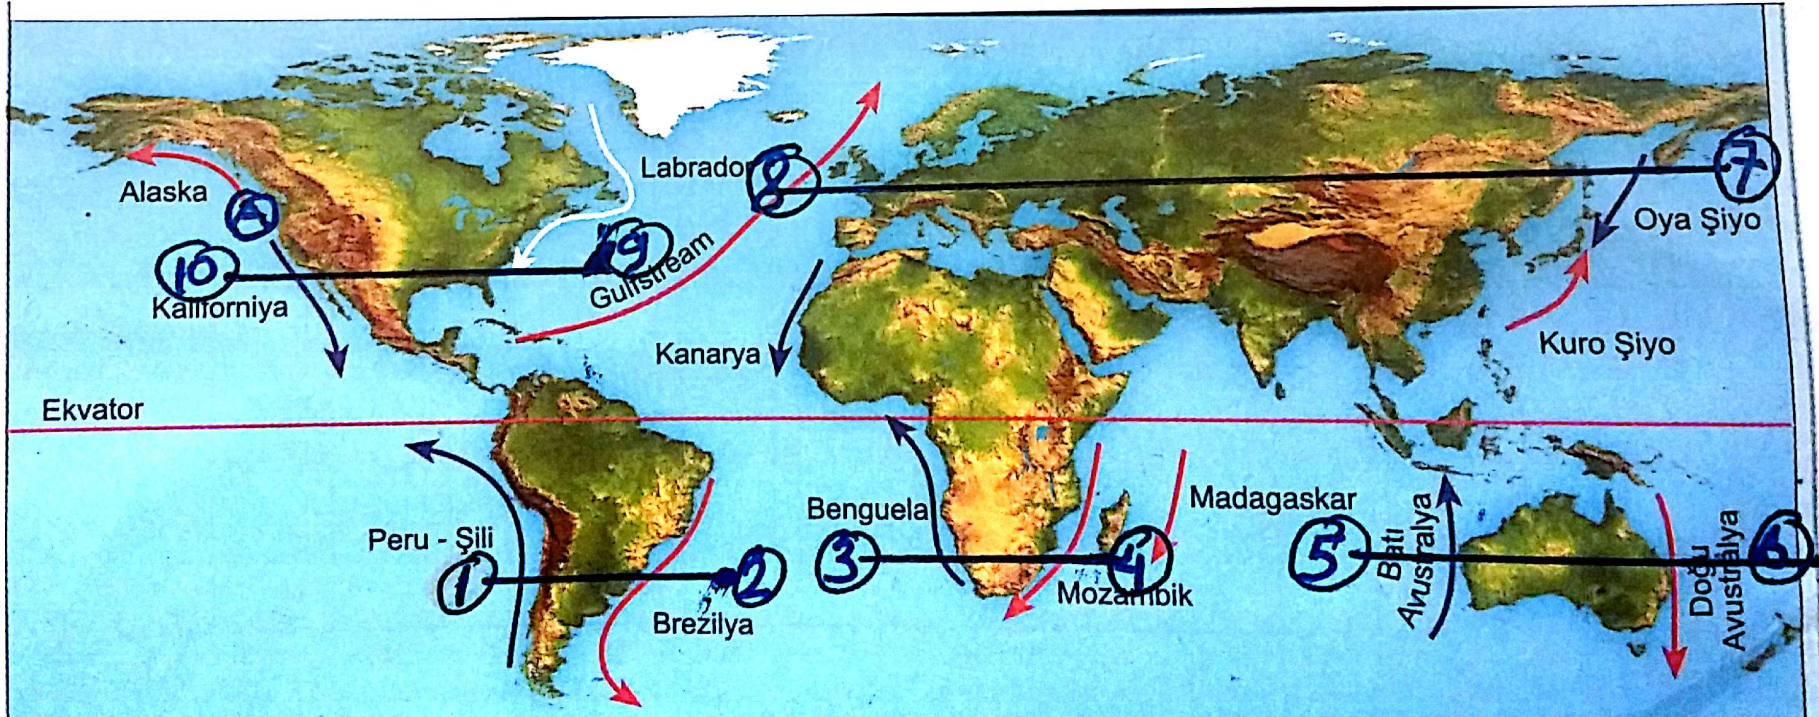 Labrador
8
7
Alaska
A
Oya Şiyo
9
10
Gulfstream
Kaliforniya
Kanarya
Kuro Şiyo
Ekvator
Benguela
Madagaskar
Peru - Şili
Batı
Avustralya
Doğu
Avustralya
1
2
3
4
5
6
Mozambik
Brezilya